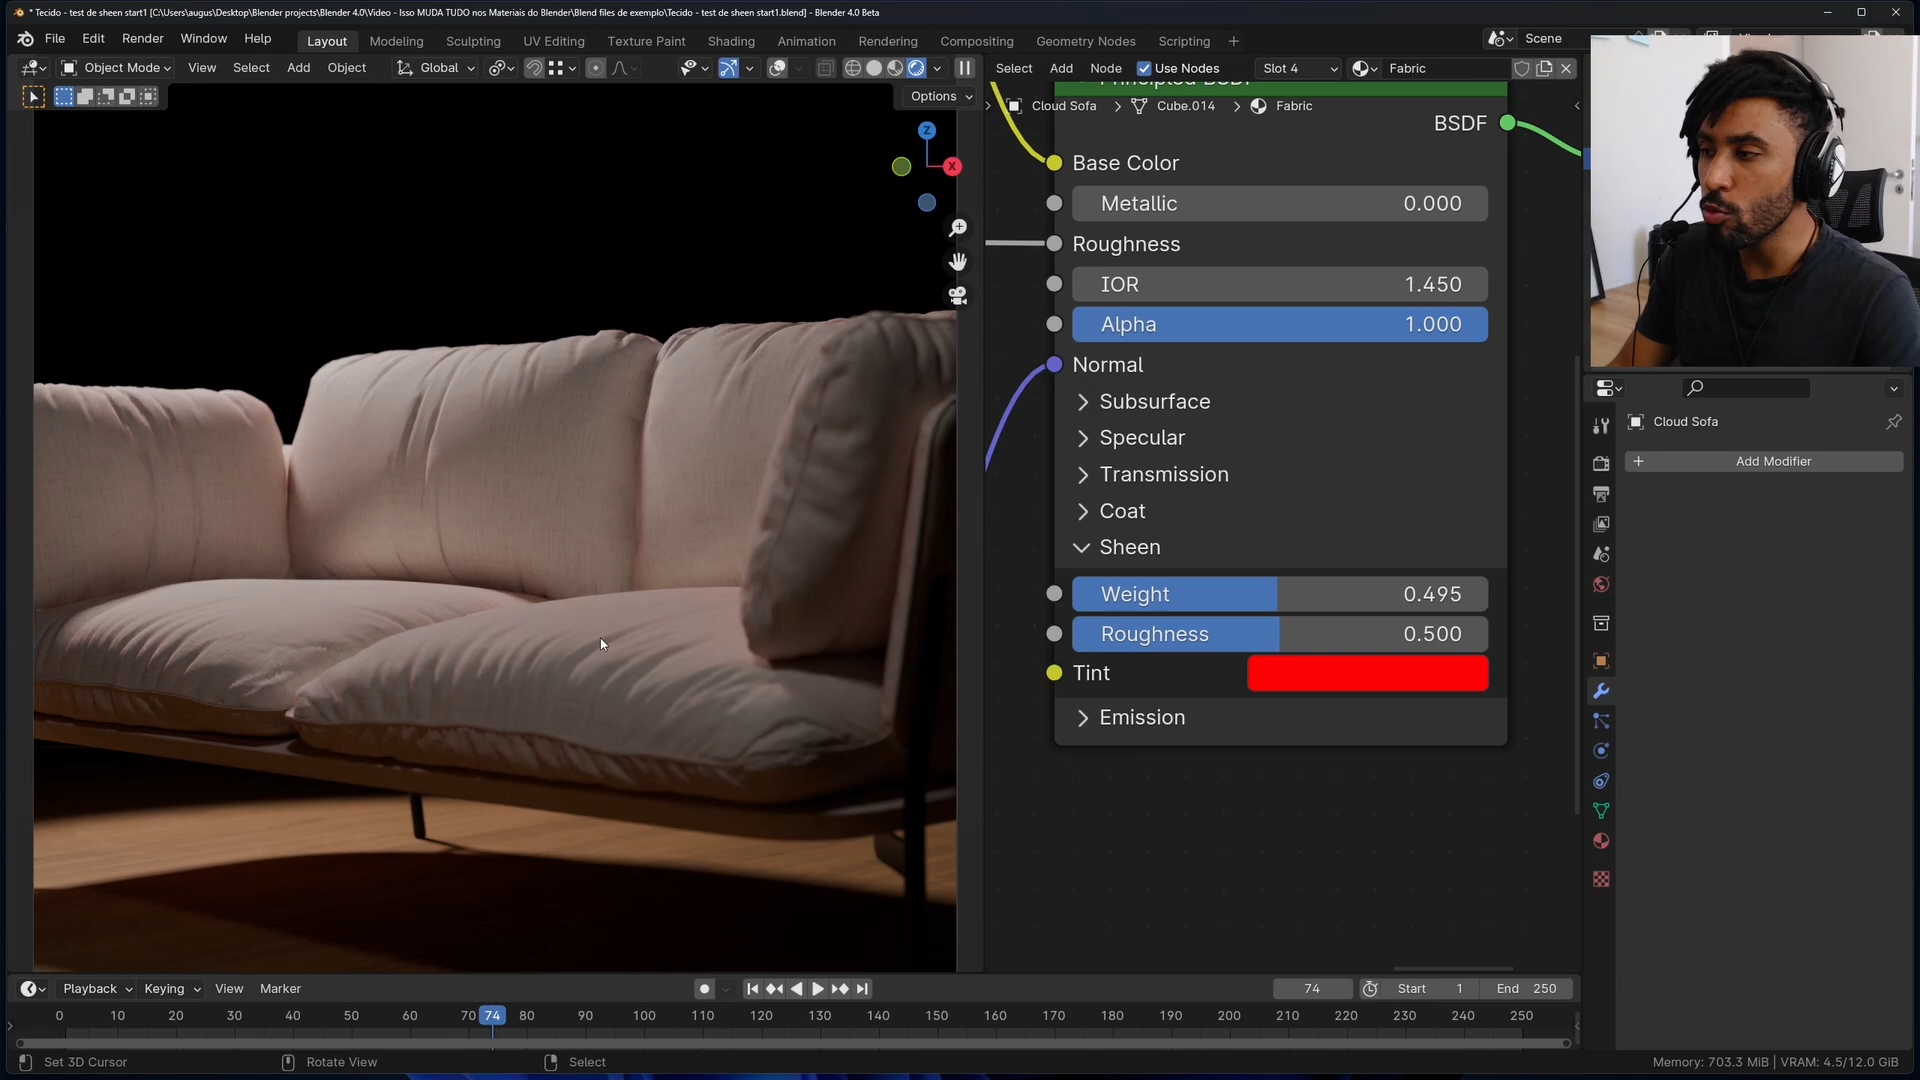 * Tecido - test de sheen start1 [C:\Users\augus\Desktop\Blender projects\Blender 4.0\Video - Isso MUDA TUDO nos Materiais do Blender\Blend files de exemplo\Tecido - test de sheen start1.blend] - Blender 4.0 Beta
File Edit Render Window Help Layout Modeling Sculpting UV Editing Texture Paint Shading Animation Rendering Compositing Geometry Nodes Scripting + Scene
Object Mode View Select Add Object Global Select Add Node Use Nodes Slot 4 Fabric
Options
Principled BSDF
Cloud Sofa > Cube.014 > Fabric
Z
X
BSDF
Base Color
Metallic 0.000
Roughness
IOR 1.450
Alpha 1.000
Normal
Subsurface
Specular
Transmission
Coat
Sheen
Weight 0.495
Roughness 0.500
Tint
Emission
Cloud Sofa
+ Add Modifier
Playback Keying View Marker 74 Start 1 End 250
0 10 20 30 40 50 60 70 74 80 90 100 110 120 130 140 150 160 170 180 190 200 210 220 230 240 250
Set 3D Cursor Rotate View Select Memory: 703.3 MiB | VRAM: 4.5/12.0 GiB